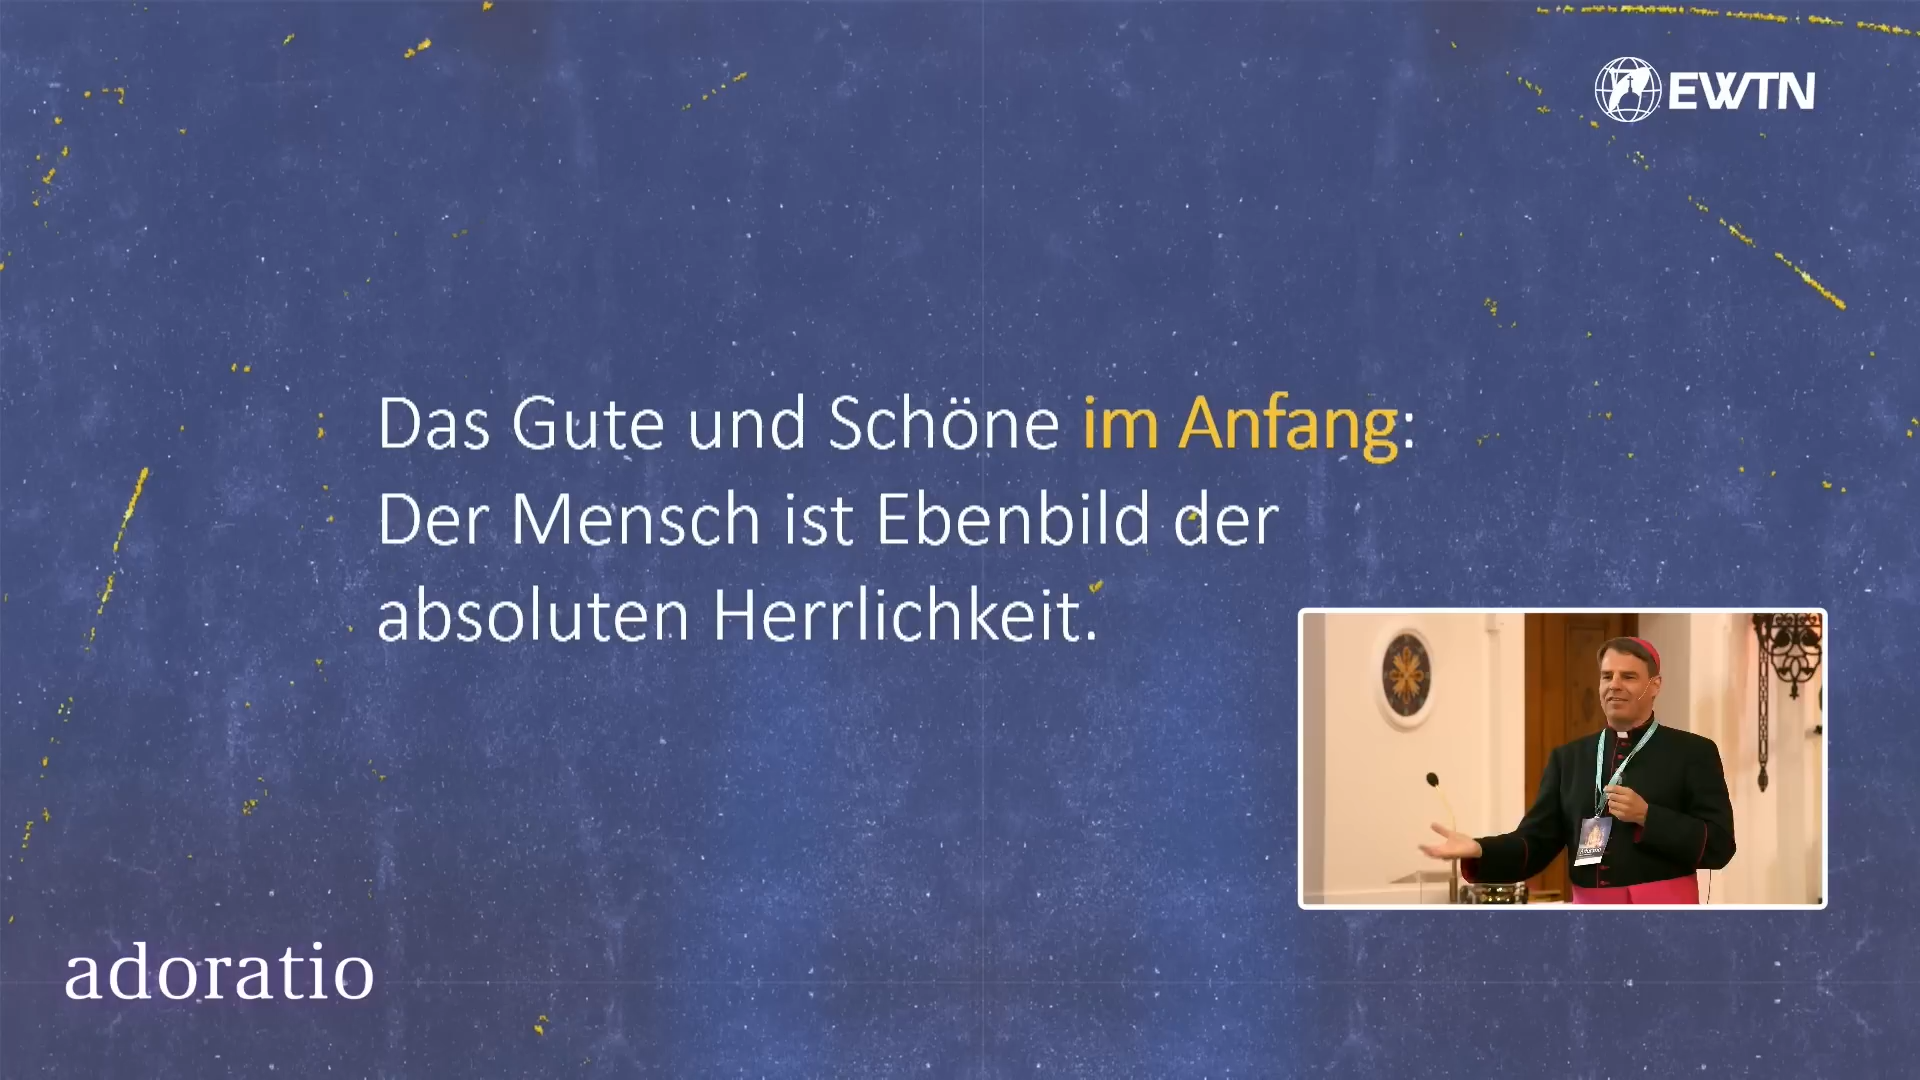 EWTN
Das Gute und Schöne im Anfang:
Der Mensch ist Ebenbild der
absoluten Herrlichkeit.
adoratio